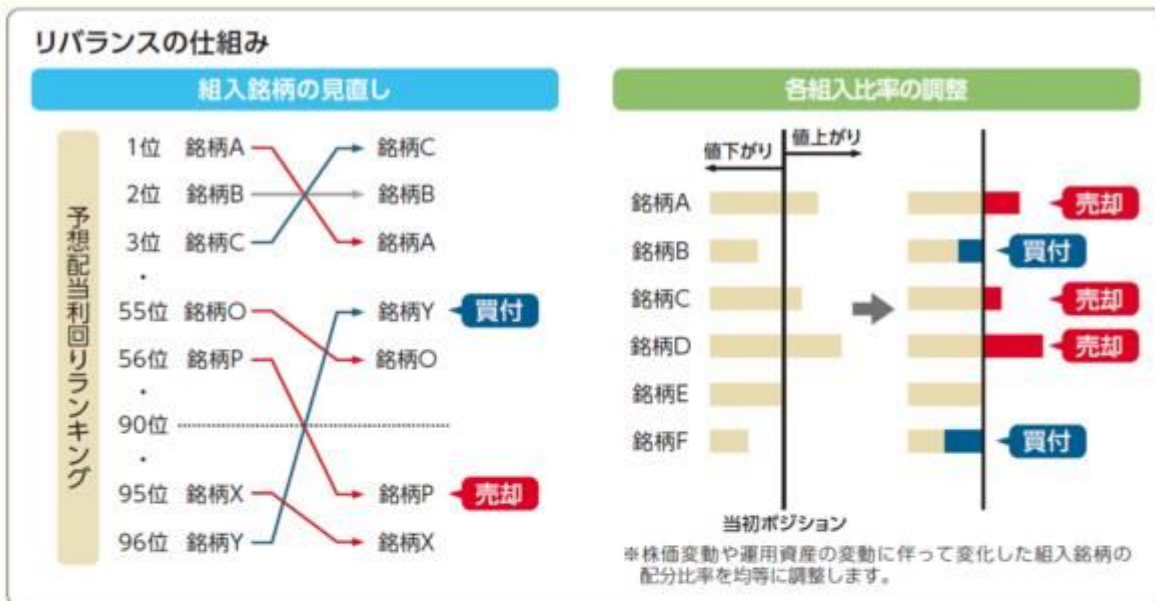 リバランスの仕組み
組入銘柄の見直し
予想配当利回りランキング
1位 銘柄A 銘柄C
2位 銘柄B 銘柄B
3位 銘柄C 銘柄A
・
55位 銘柄O 銘柄Y 買付
56位 銘柄P 銘柄O
・
90位
・
95位 銘柄X 銘柄P 売却
96位 銘柄Y 銘柄X
各組入比率の調整
値下がり 値上がり
銘柄A 売却
銘柄B 買付
銘柄C 売却
銘柄D 売却
銘柄E
銘柄F 買付
当初ポジション
※株価変動や運用資産の変動に伴って変化した組入銘柄の
配分比率を均等に調整します。